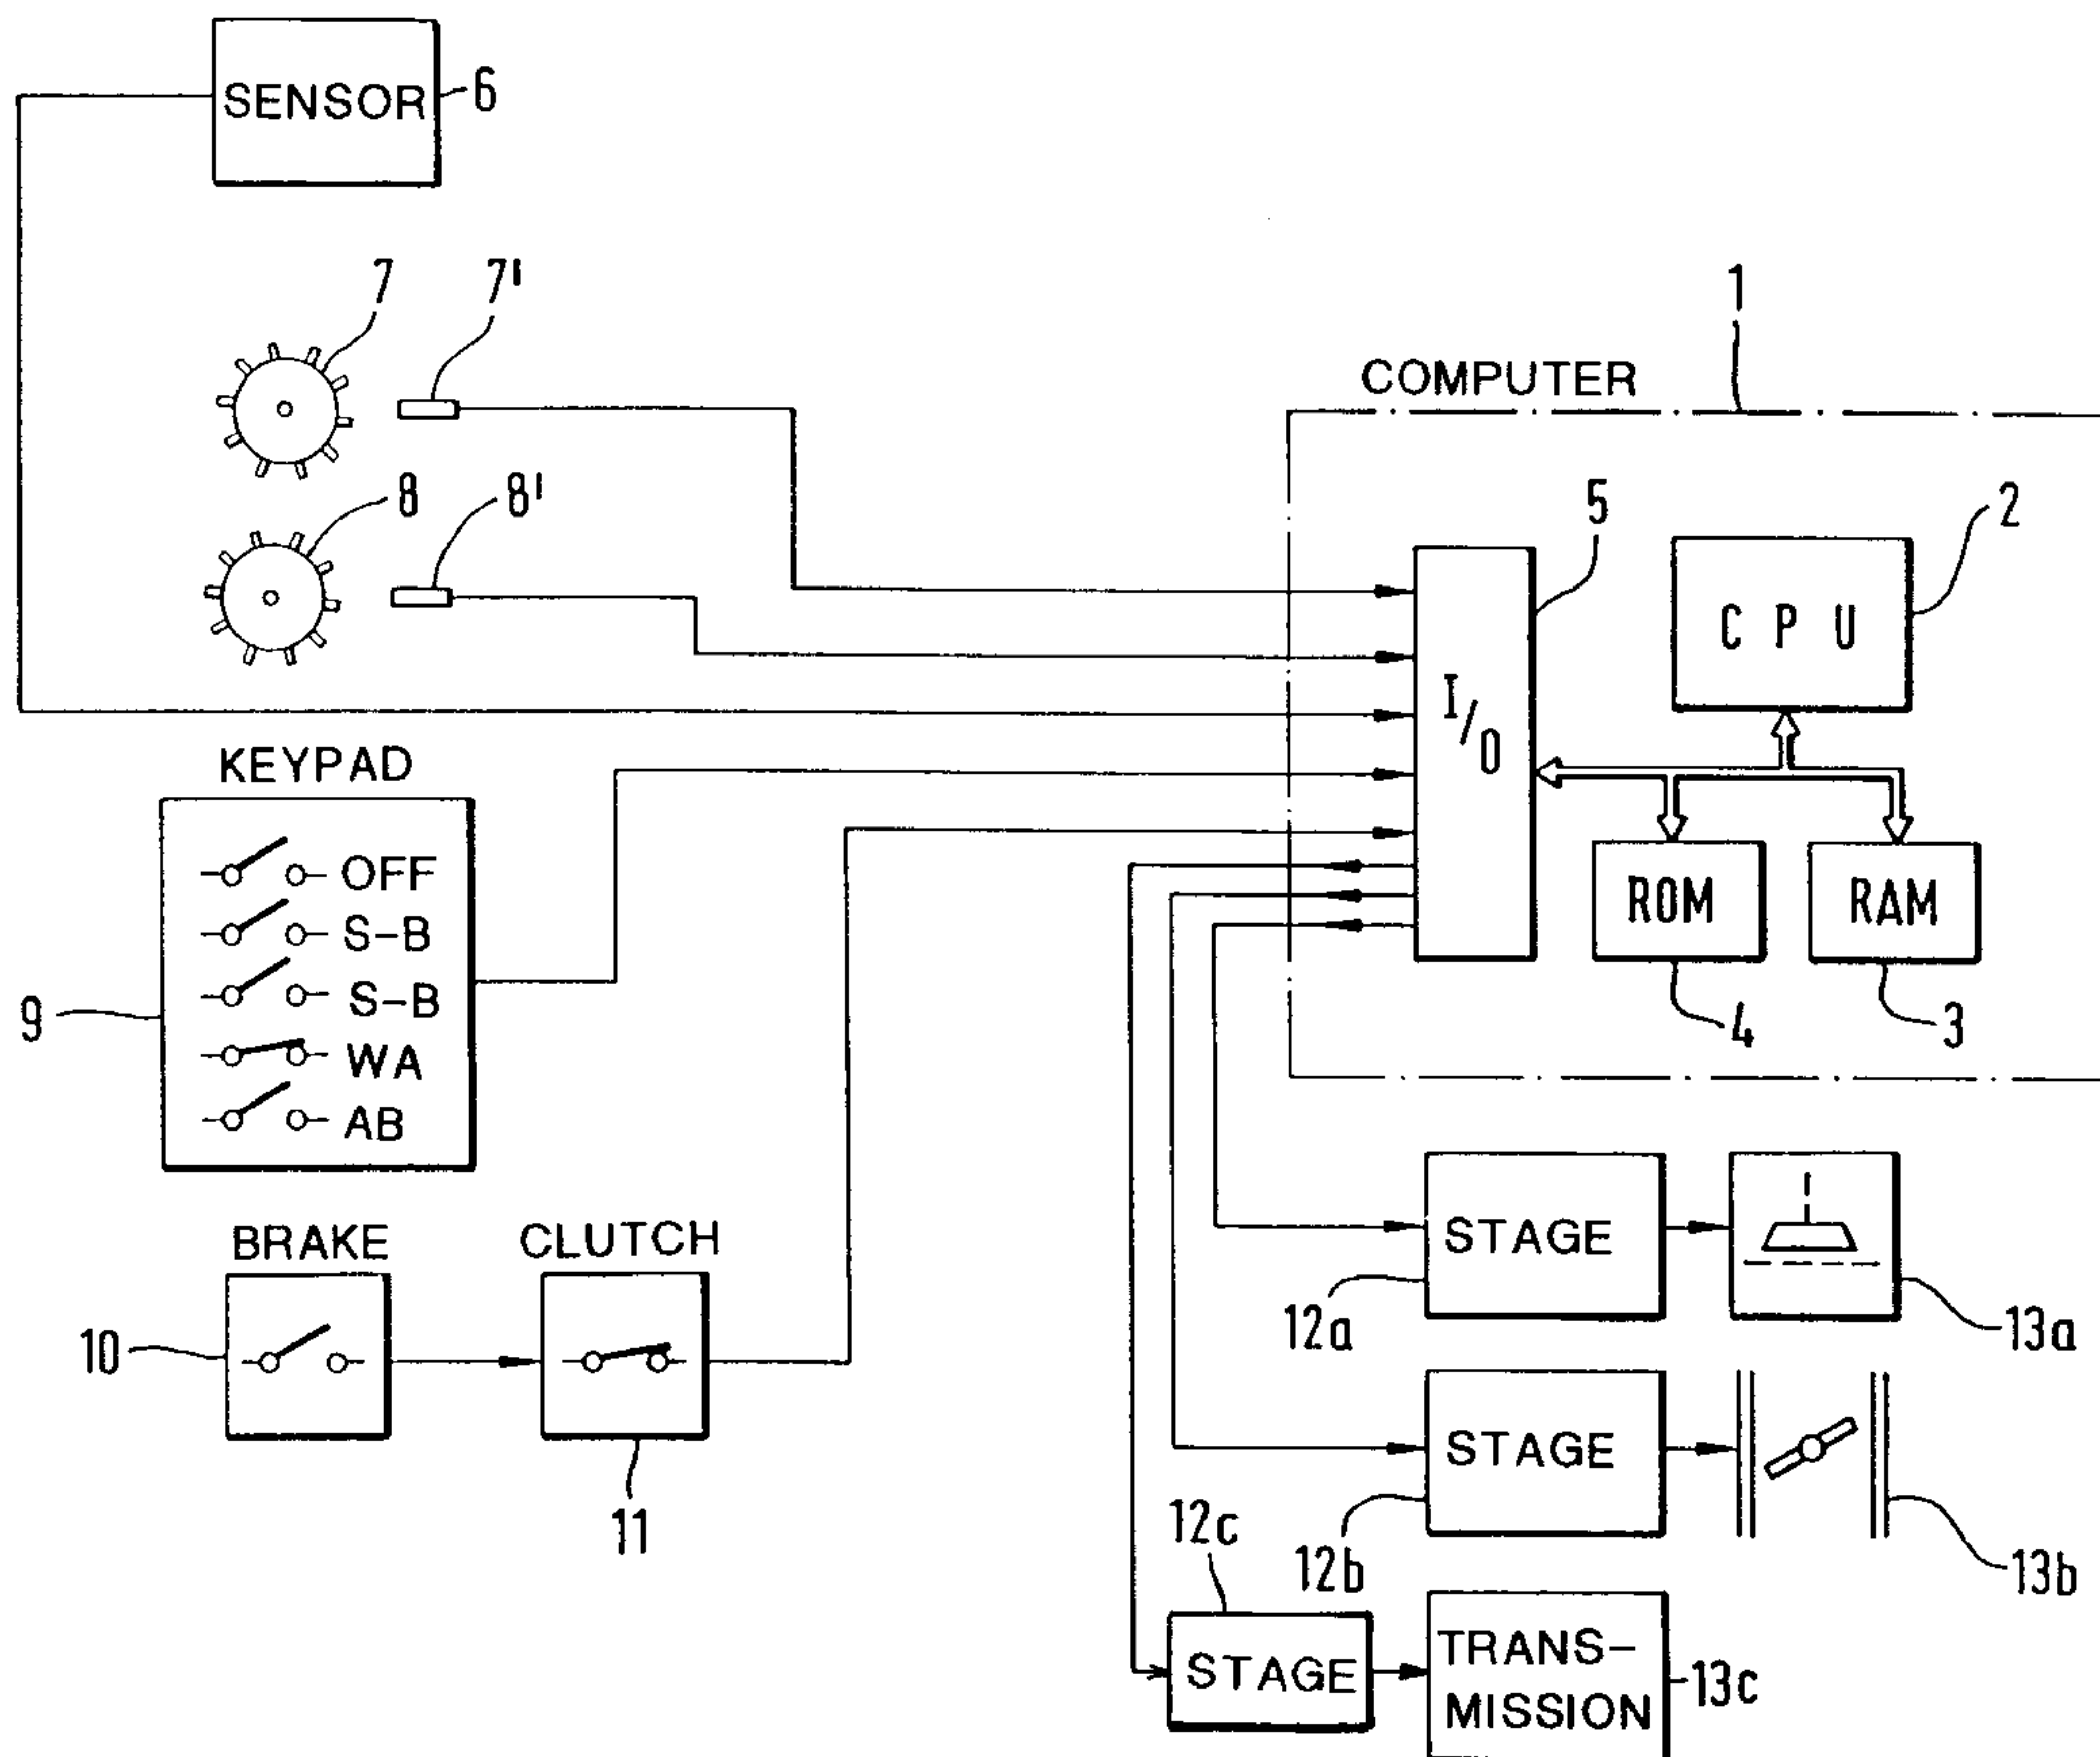 SENSOR
6
7
7'
8
8'
COMPUTER
1
5
2
C P U
I/O
ROM
RAM
4
3
KEYPAD
OFF
S-B
S-B
WA
AB
9
BRAKE
CLUTCH
10
11
STAGE
12a
13a
STAGE
12b
13b
12c
STAGE
TRANS-
MISSION
13c